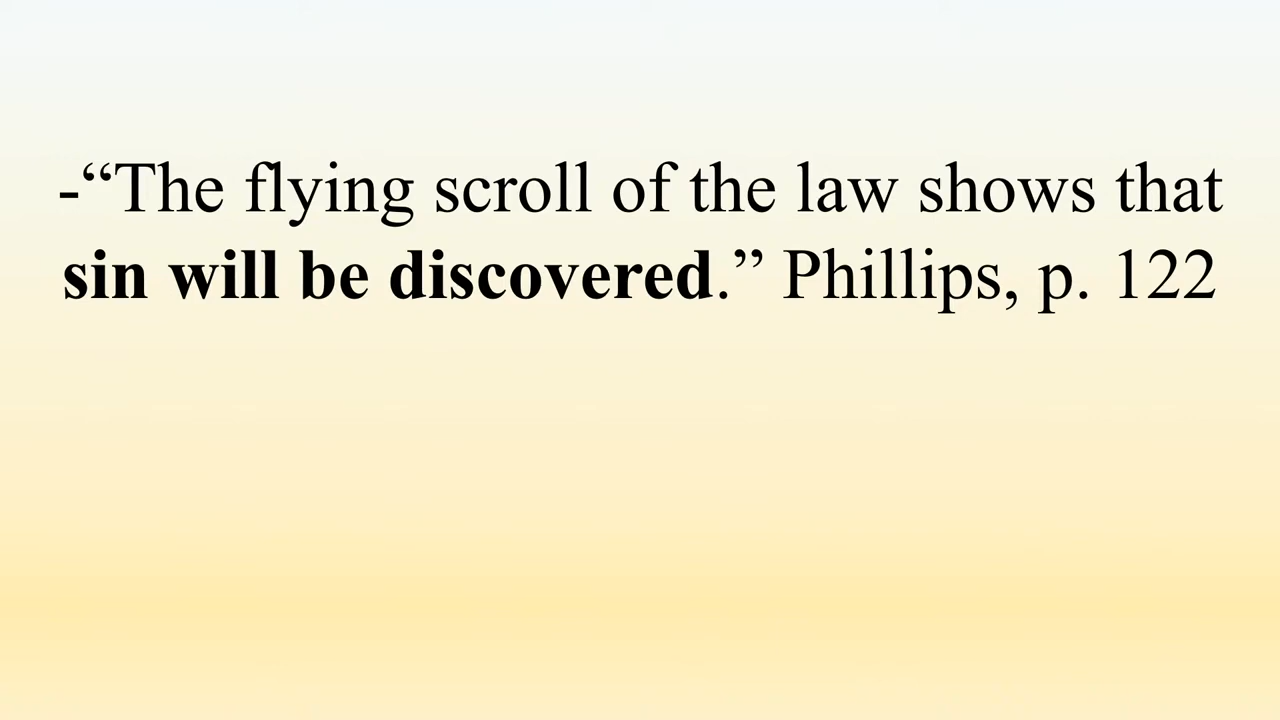 -“The flying scroll of the law shows that
sin will be discovered.” Phillips, p. 122